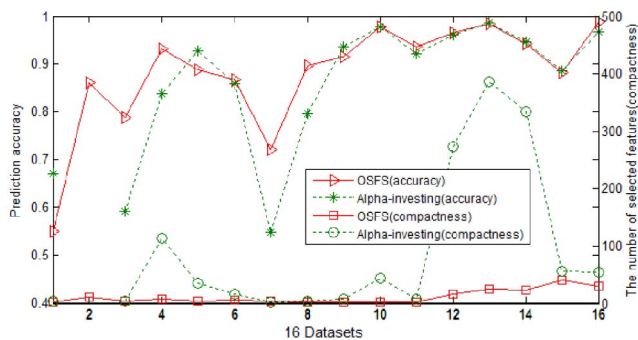 1
0.9
0.8
0.7
0.6
0.5
0.4
Prediction accuracy
500
400
300
200
100
0
The number of selected features(compactness)
OSFS(accuracy)
Alpha-investing(accuracy)
OSFS(compactness)
Alpha-investing(compactness)
2 4 6 8 10 12 14 16
16 Datasets